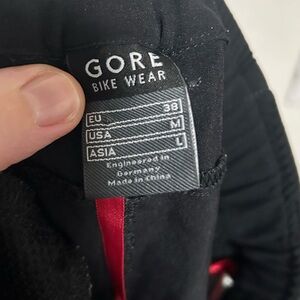 GORE
BIKE WEAR
EU 38
USA M
ASIA L
Engineered in
Germany
Made in China